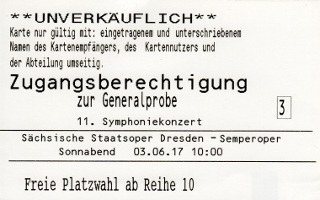 **UNVERKÄUFLICH**
Karte nur gültig mit: eingetragenem und unterschriebenem
Namen des Kartenempfängers, des Kartennutzers und
der Abteilung umseitig.
Zugangsberechtigung
zur Generalprobe
3
11. Symphoniekonzert
Sächsische Staatsoper Dresden - Semperoper
Sonnabend 03.06.17 10:00
Freie Platzwahl ab Reihe 10